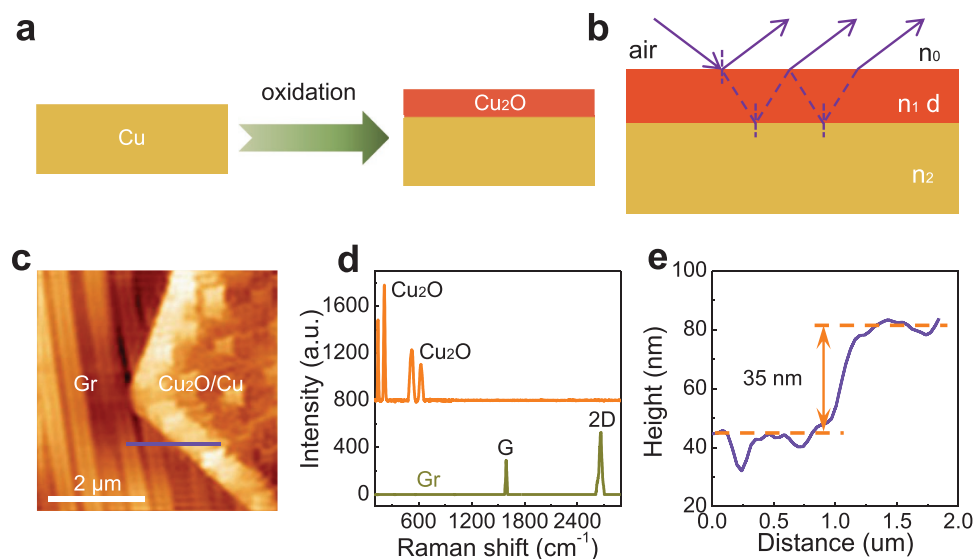 a
oxidation
Cu
Cu₂O
b
air
n₀
n₁ d
n₂
c
Gr
Cu₂O/Cu
2 μm
d
Intensity (a.u.)
1600
1200
800
400
0
Cu₂O
Cu₂O
G
2D
Gr
600 1200 1800 2400
Raman shift (cm⁻¹)
e
Height (nm)
100
80
60
40
20
35 nm
0.0 0.5 1.0 1.5 2.0
Distance (um)